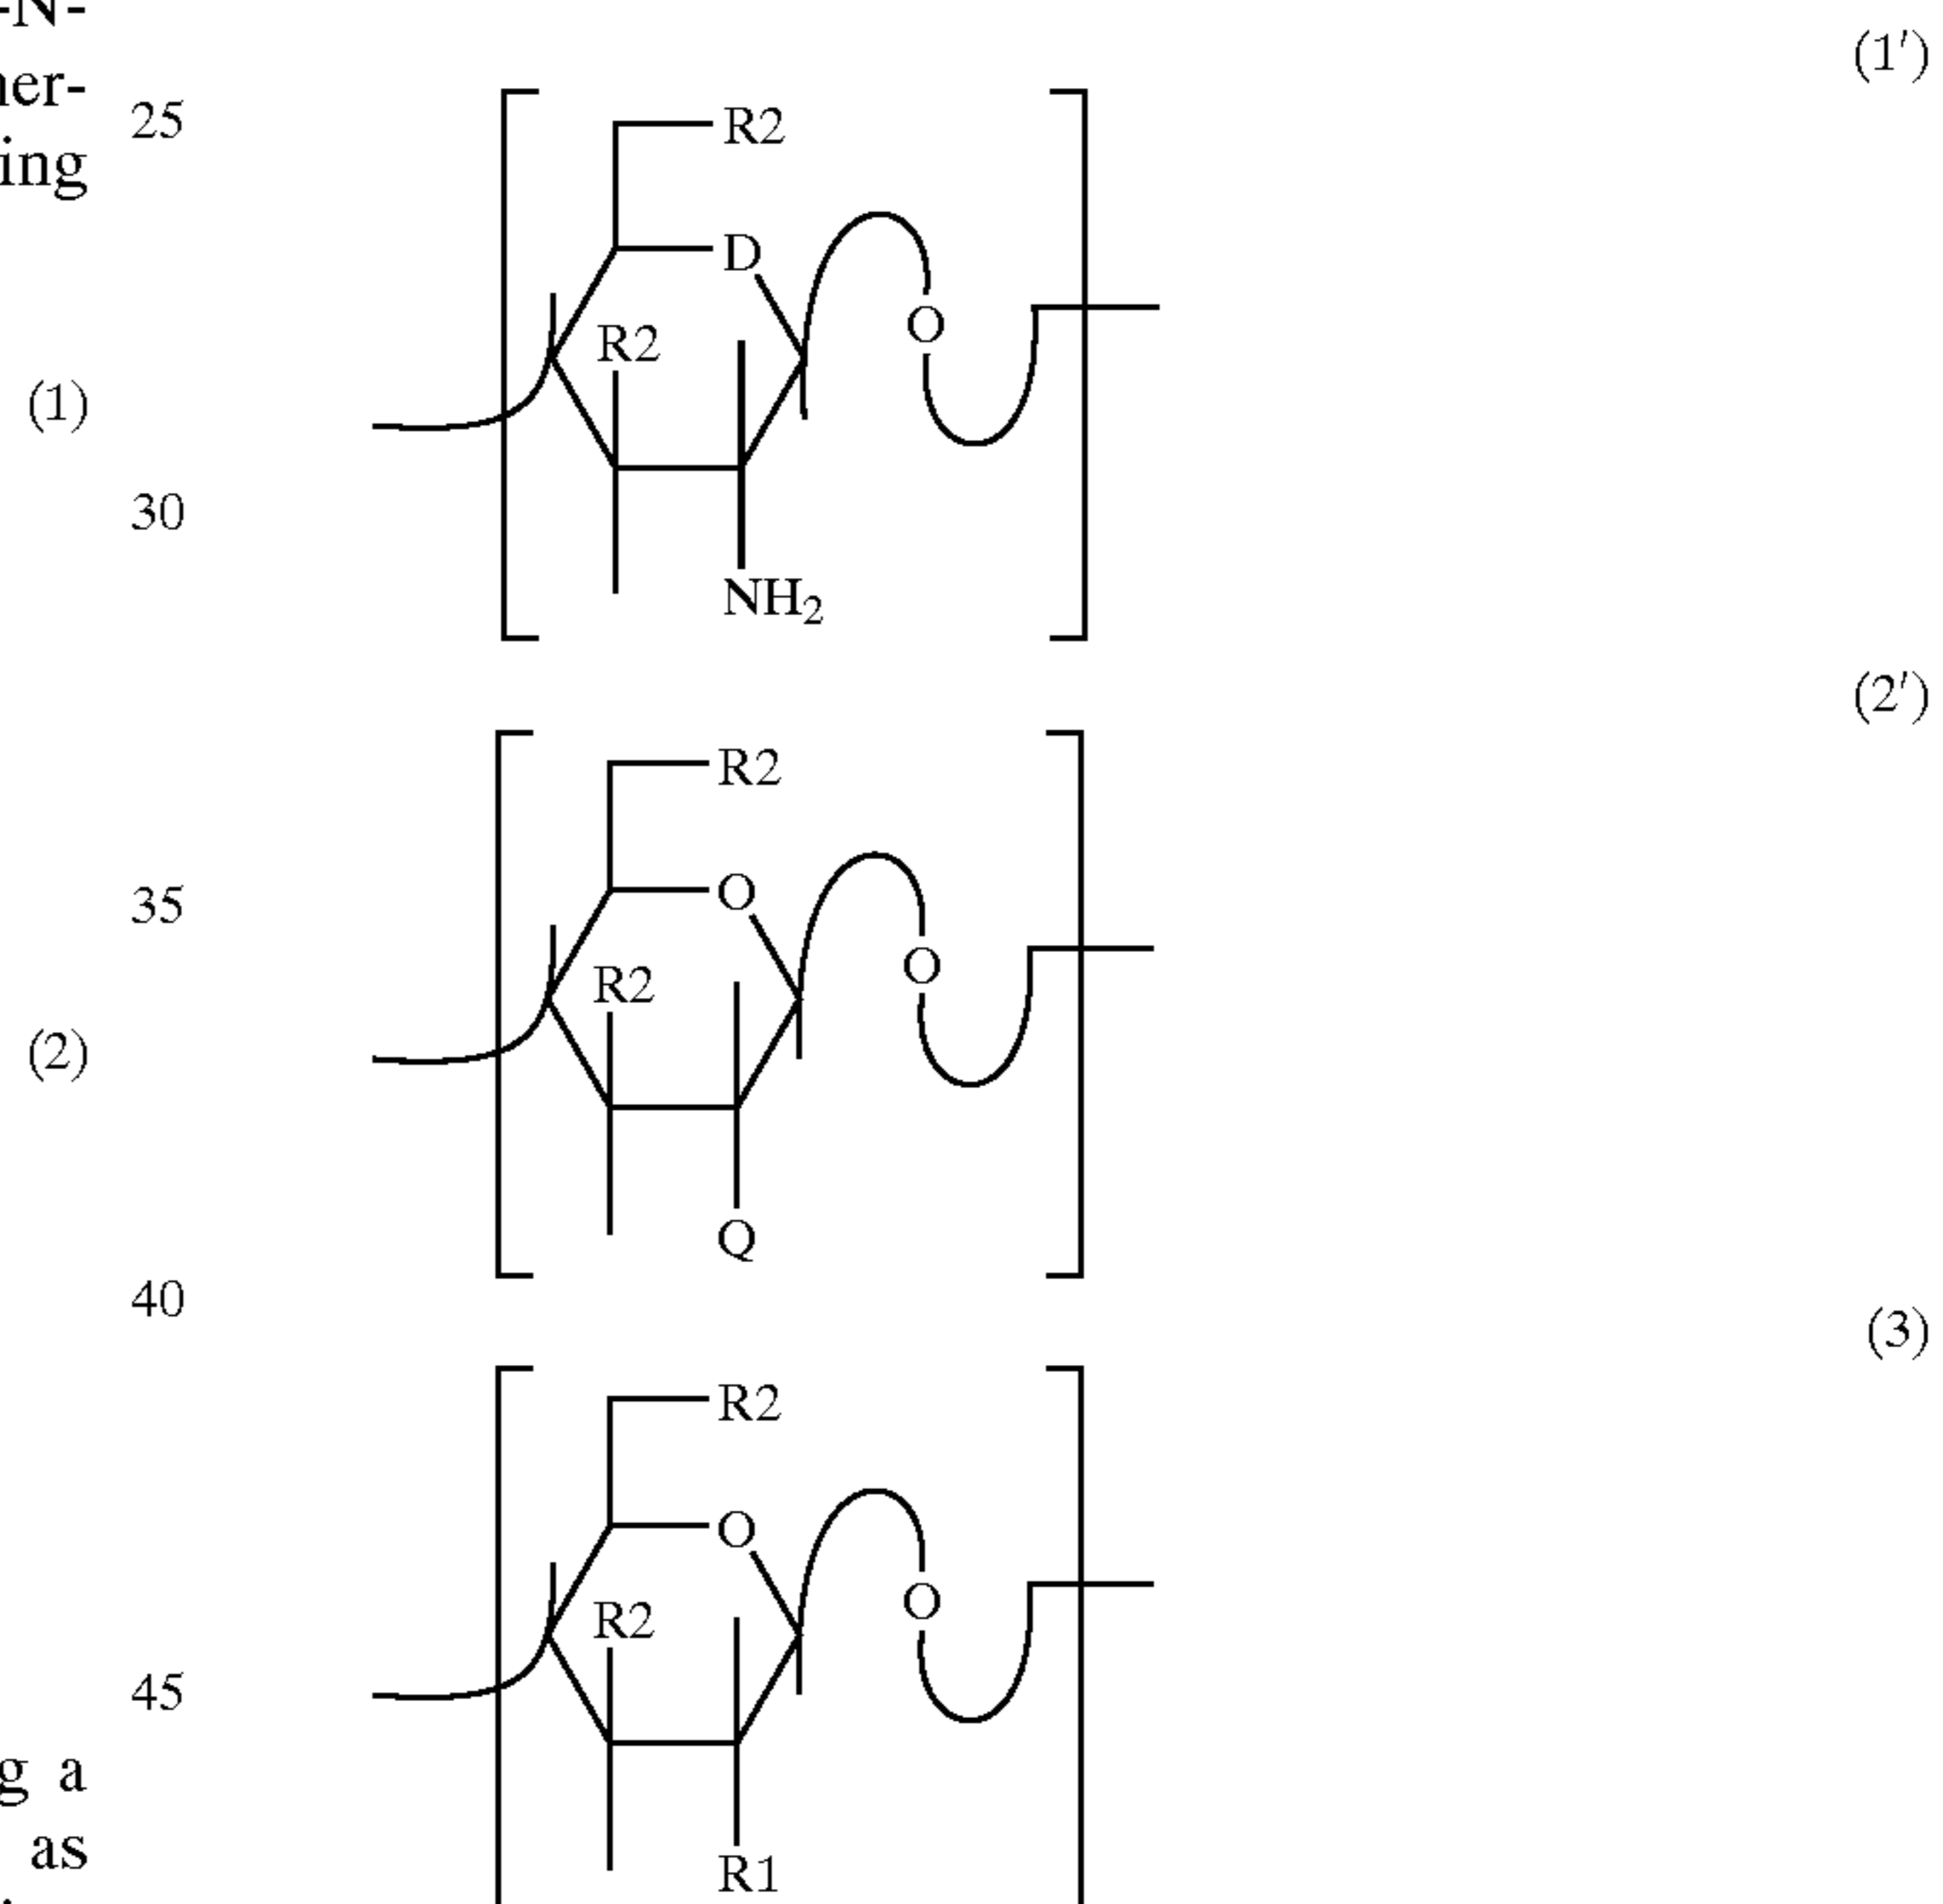 -N-
her-
ing
(1)
(2)
g a
as
25
30
35
40
45
(1')
R2
D
R2
O
NH2
(2')
R2
O
R2
O
Q
(3)
R2
O
R2
O
R1